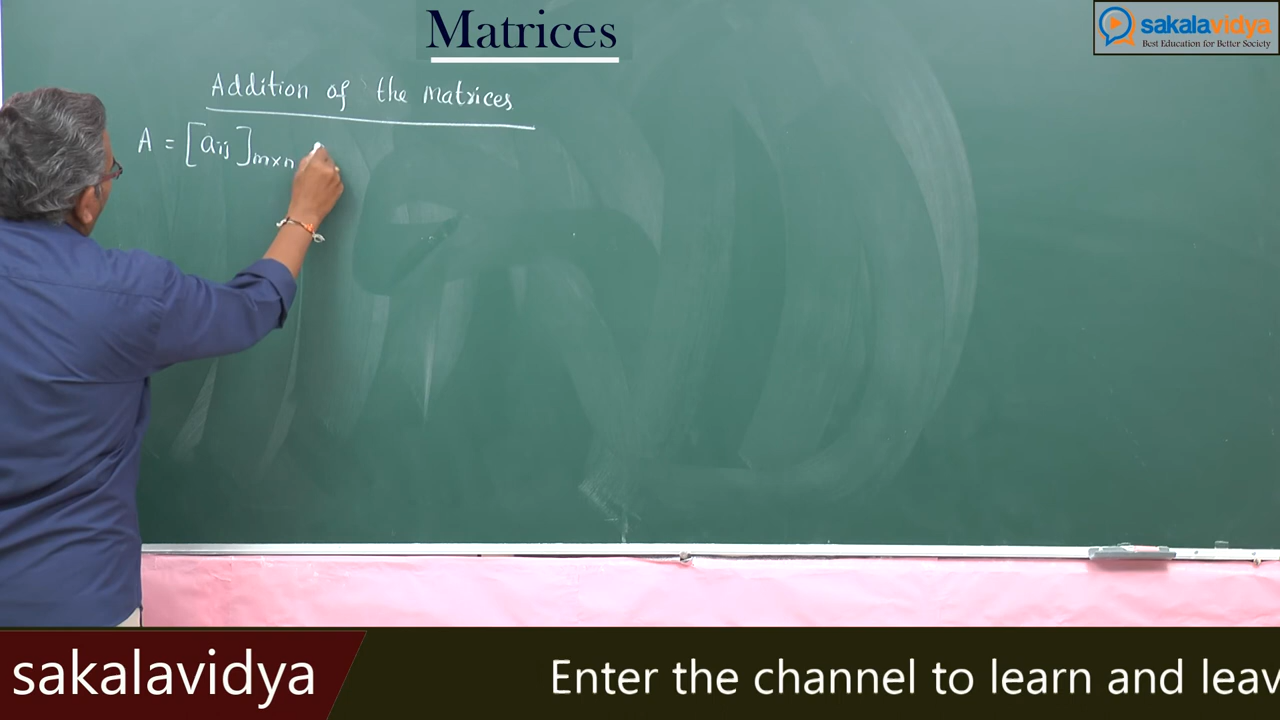 Matrices
sakalavidya
Best Education for Better Society
Addition of the Matrices
A = [aij]m×n
sakalavidya
Enter the channel to learn and leav